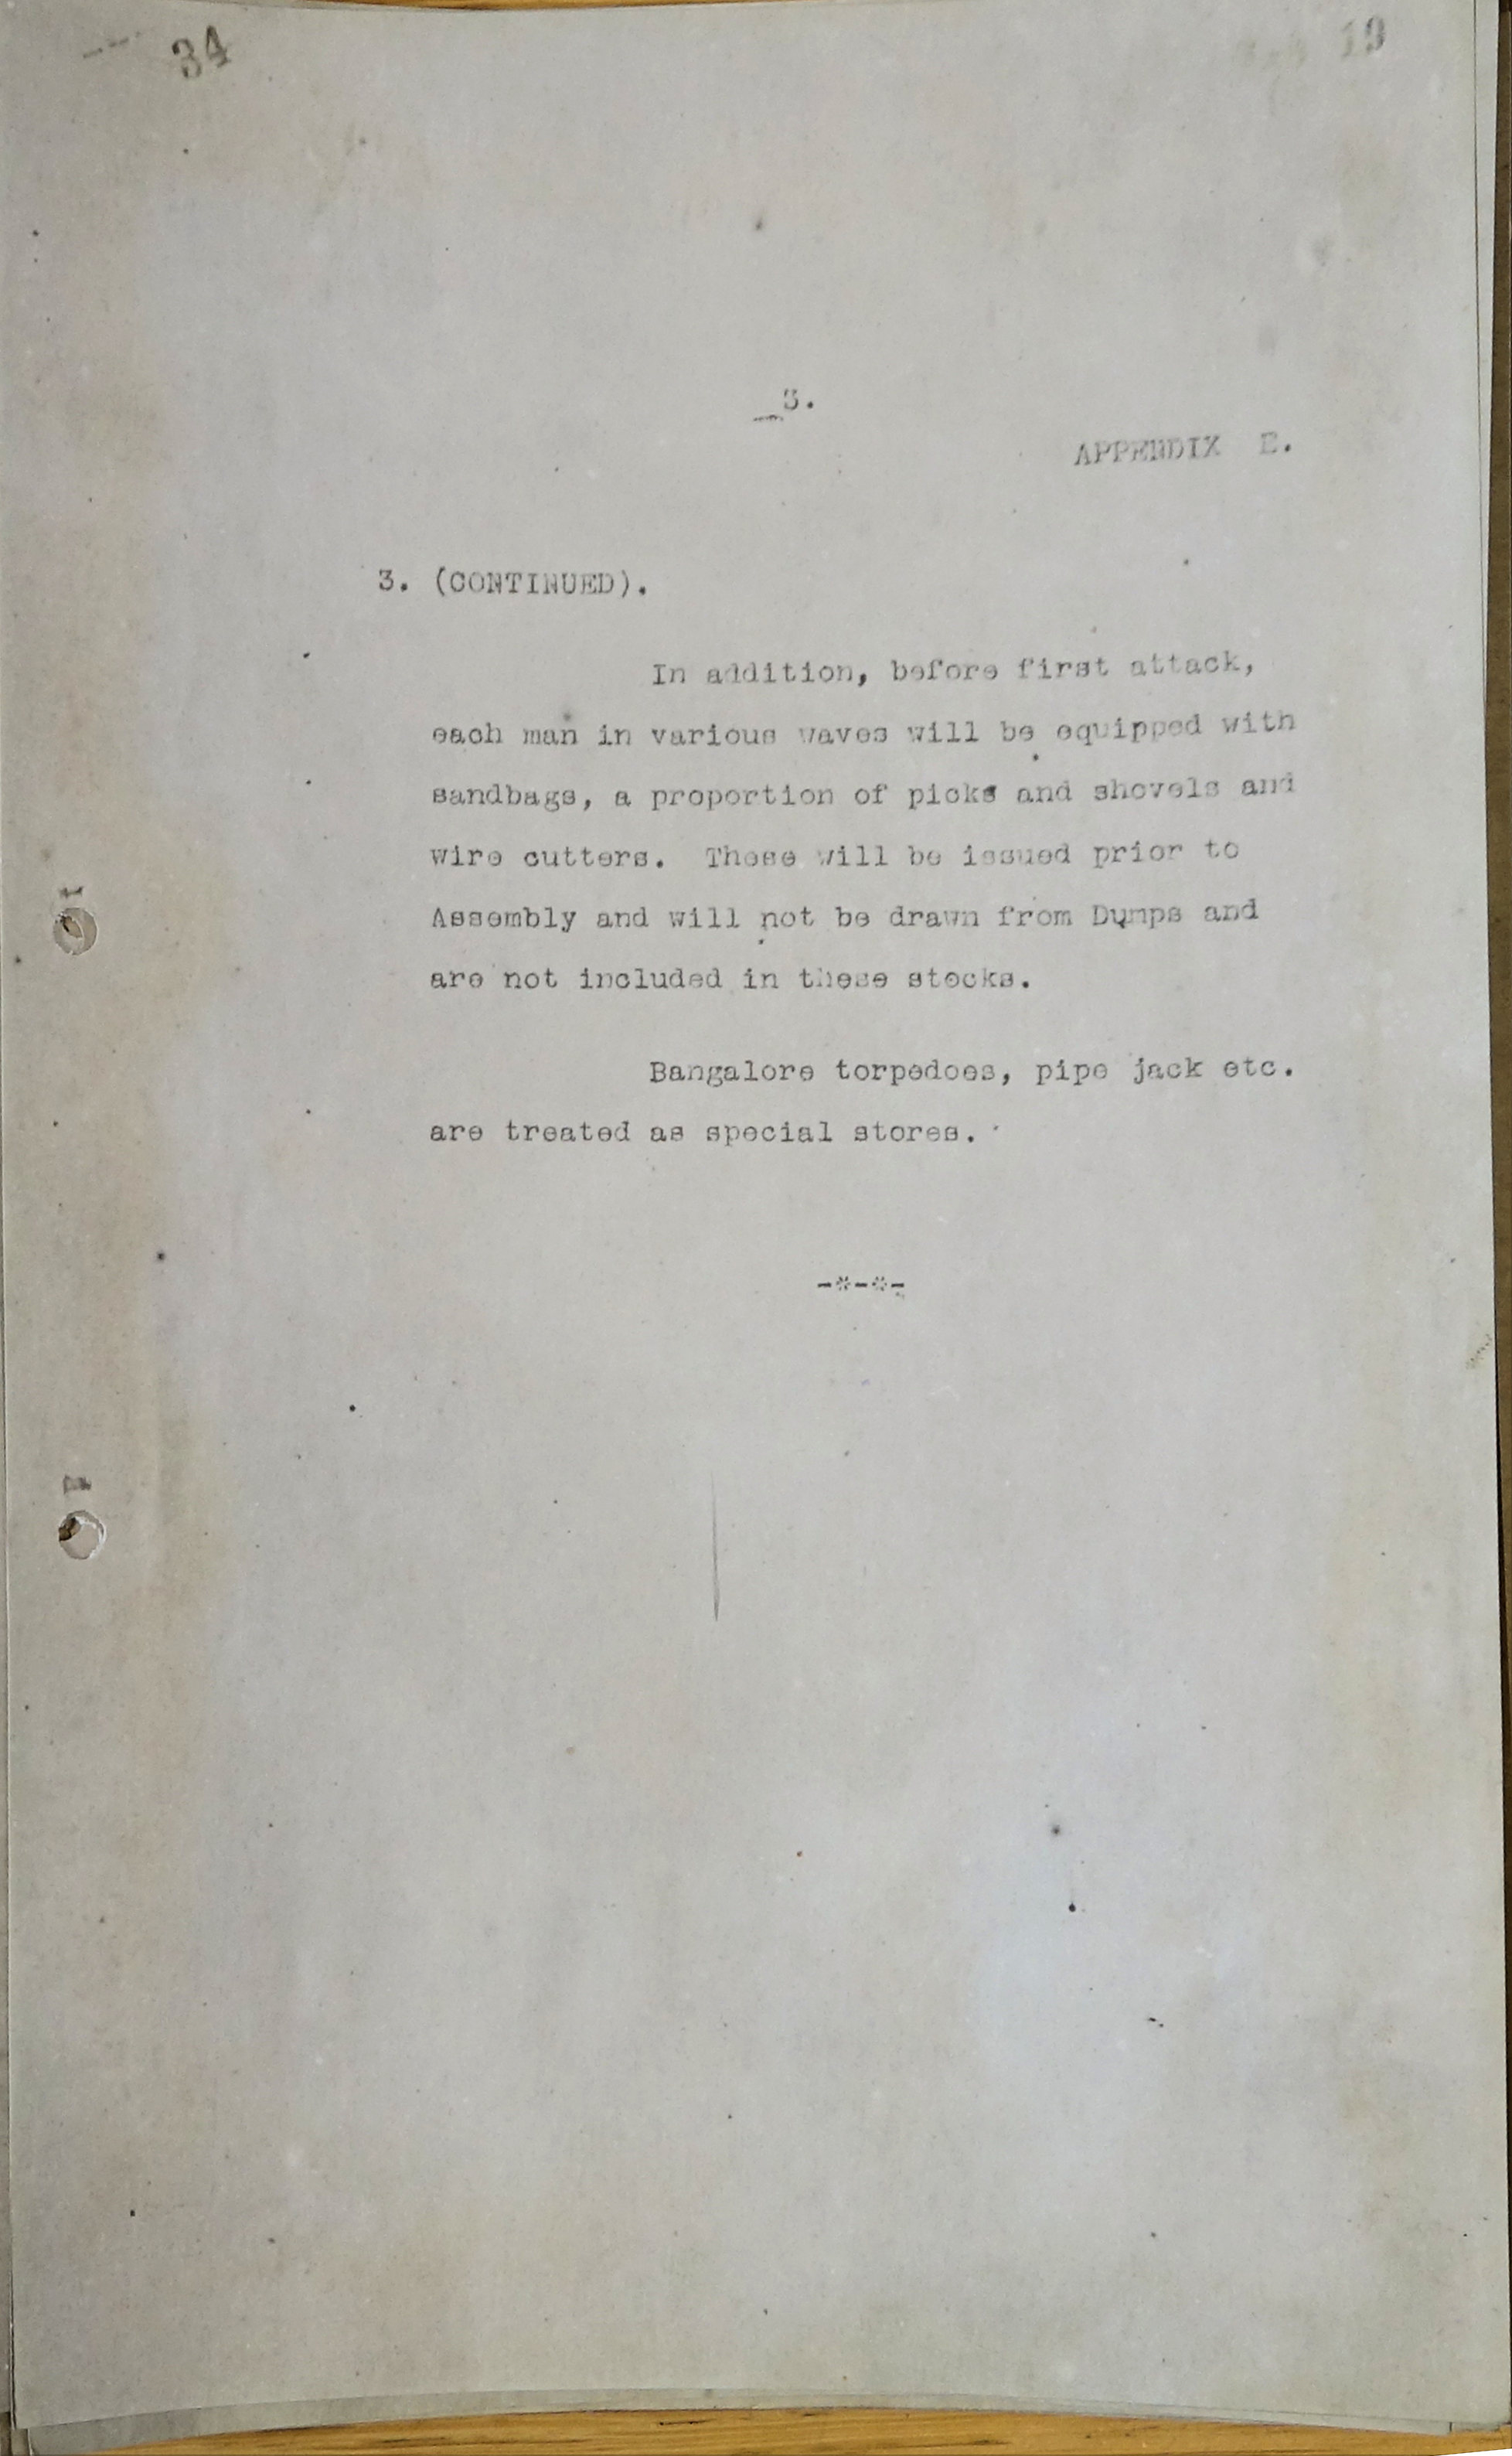 34
19
3.
APPENDIX E.
3. (CONTINUED).
In addition, before first attack,
each man in various waves will be equipped with
sandbags, a proportion of picks and shovels and
wire cutters. These will be issued prior to
Assembly and will not be drawn from Dumps and
are not included in these stocks.
Bangalore torpedoes, pipe jack etc.
are treated as special stores.
-*-*-